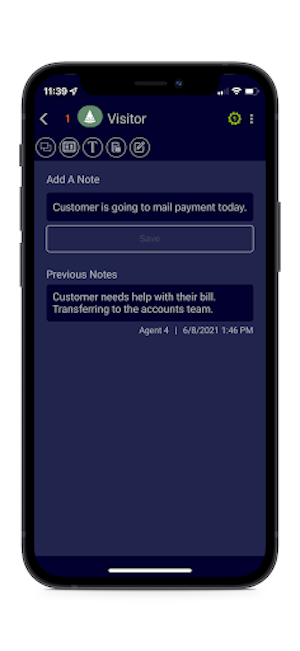 11:39
1 Visitor
T
Add A Note
Customer is going to mail payment today.
Save
Previous Notes
Customer needs help with their bill.
Transferring to the accounts team.
Agent 4 | 6/8/2021 1:46 PM